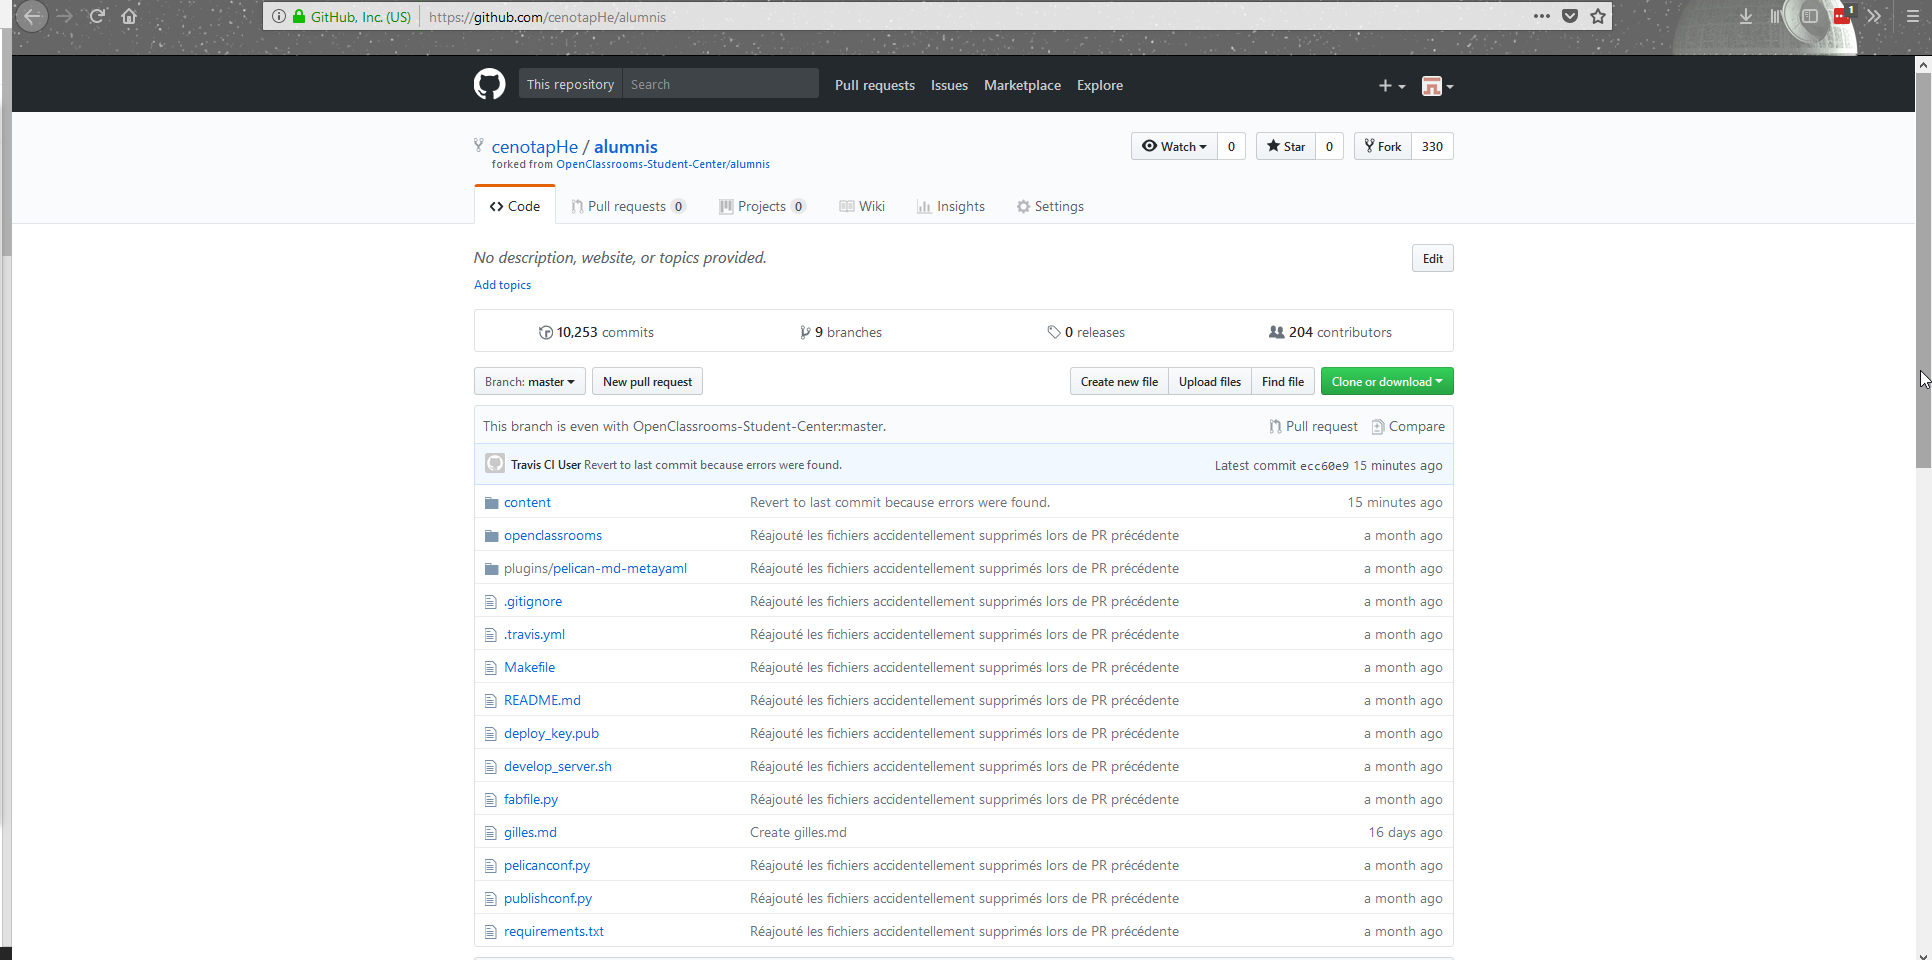 GitHub, Inc. (US) https://github.com/cenotapHe/alumnis
1
This repository Search Pull requests Issues Marketplace Explore
cenotapHe / alumnis Watch 0 Star 0 Fork 330
forked from OpenClassrooms-Student-Center/alumnis
Code Pull requests 0 Projects 0 Wiki Insights Settings
No description, website, or topics provided. Edit
Add topics
10,253 commits 9 branches 0 releases 204 contributors
Branch: master New pull request Create new file Upload files Find file Clone or download
This branch is even with OpenClassrooms-Student-Center:master. Pull request Compare
Travis CI User Revert to last commit because errors were found. Latest commit ecc60e9 15 minutes ago
content Revert to last commit because errors were found. 15 minutes ago
openclassrooms Réajouté les fichiers accidentellement supprimés lors de PR précédente a month ago
plugins/pelican-md-metayaml Réajouté les fichiers accidentellement supprimés lors de PR précédente a month ago
.gitignore Réajouté les fichiers accidentellement supprimés lors de PR précédente a month ago
.travis.yml Réajouté les fichiers accidentellement supprimés lors de PR précédente a month ago
Makefile Réajouté les fichiers accidentellement supprimés lors de PR précédente a month ago
README.md Réajouté les fichiers accidentellement supprimés lors de PR précédente a month ago
deploy_key.pub Réajouté les fichiers accidentellement supprimés lors de PR précédente a month ago
develop_server.sh Réajouté les fichiers accidentellement supprimés lors de PR précédente a month ago
fabfile.py Réajouté les fichiers accidentellement supprimés lors de PR précédente a month ago
gilles.md Create gilles.md 16 days ago
pelicanconf.py Réajouté les fichiers accidentellement supprimés lors de PR précédente a month ago
publishconf.py Réajouté les fichiers accidentellement supprimés lors de PR précédente a month ago
requirements.txt Réajouté les fichiers accidentellement supprimés lors de PR précédente a month ago